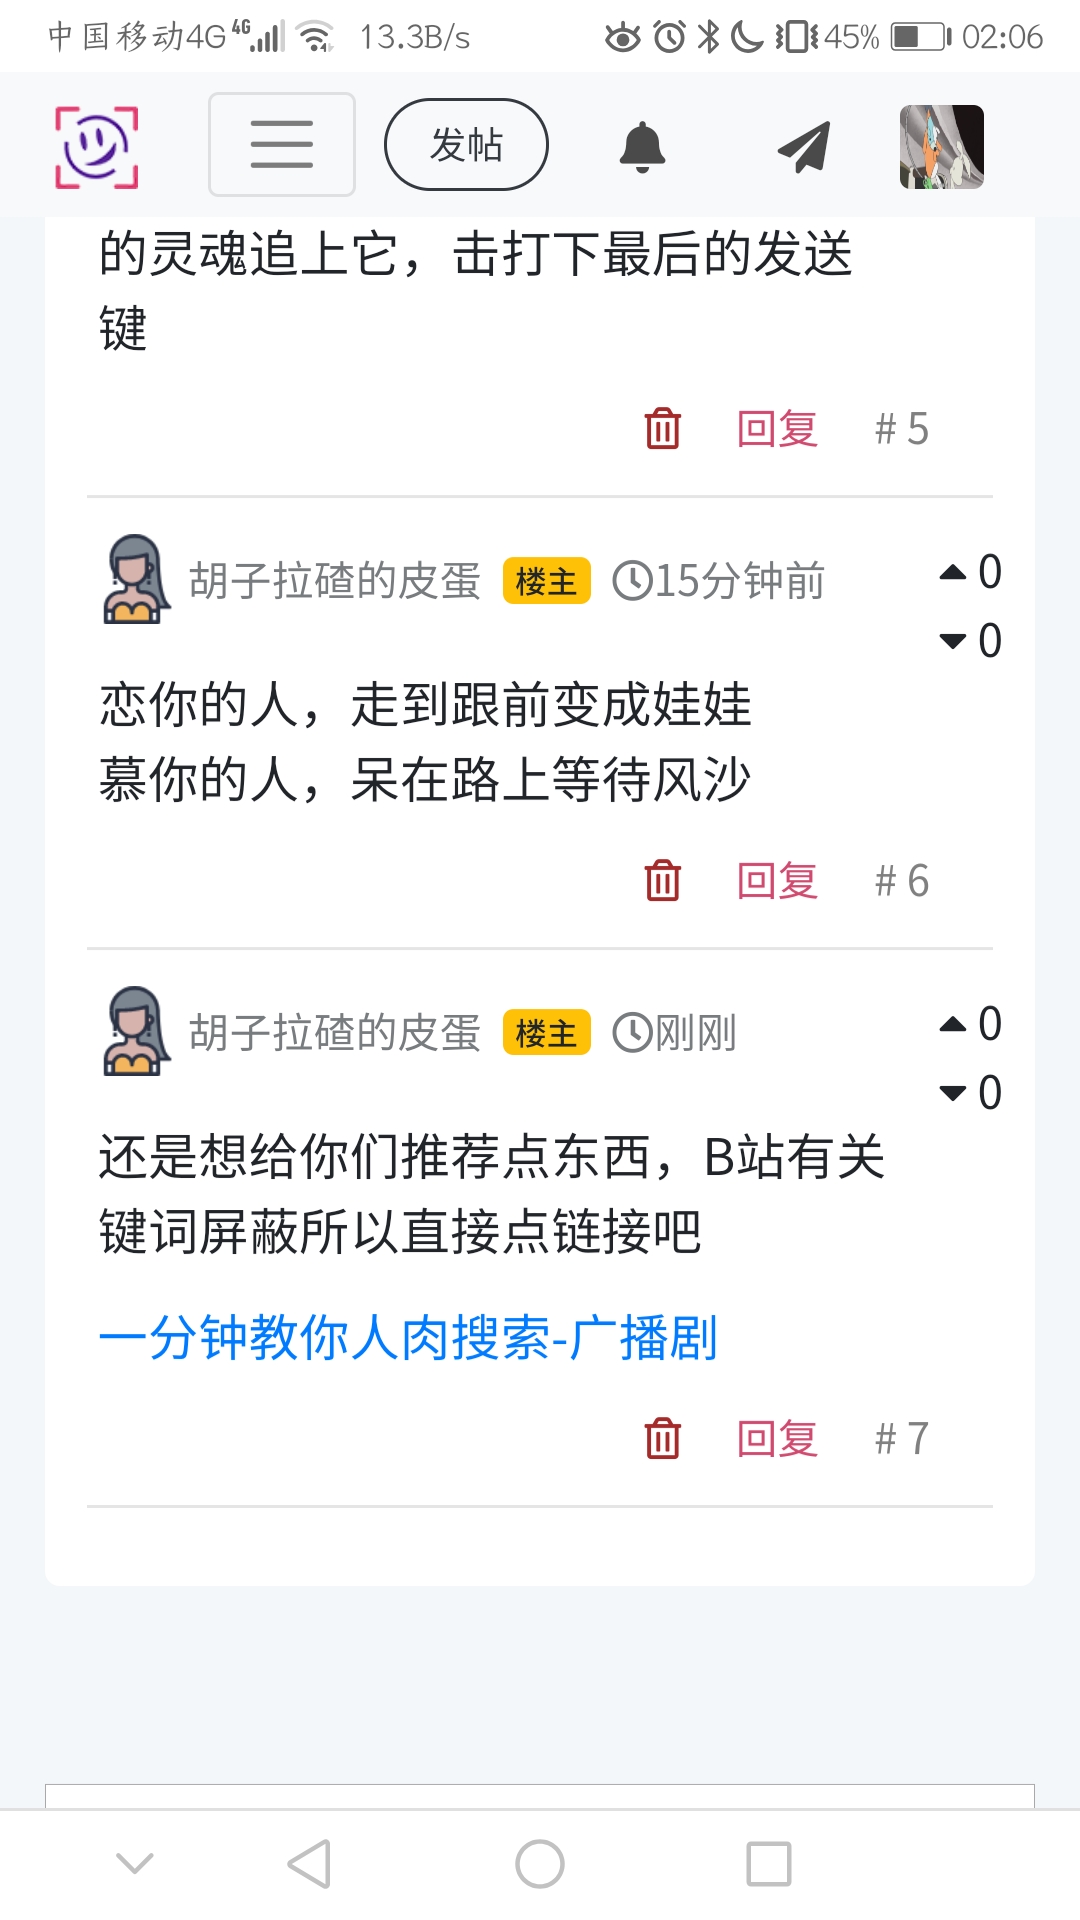 中国移动4G 4G 13.3B/s 45% 02:06
发帖
的灵魂追上它，击打下最后的发送
键
回复 # 5
胡子拉碴的皮蛋 楼主 15分钟前 0
0
恋你的人，走到跟前变成娃娃
慕你的人，呆在路上等待风沙
回复 # 6
胡子拉碴的皮蛋 楼主 刚刚 0
0
还是想给你们推荐点东西，B站有关
键词屏蔽所以直接点链接吧
一分钟教你人肉搜索-广播剧
回复 # 7